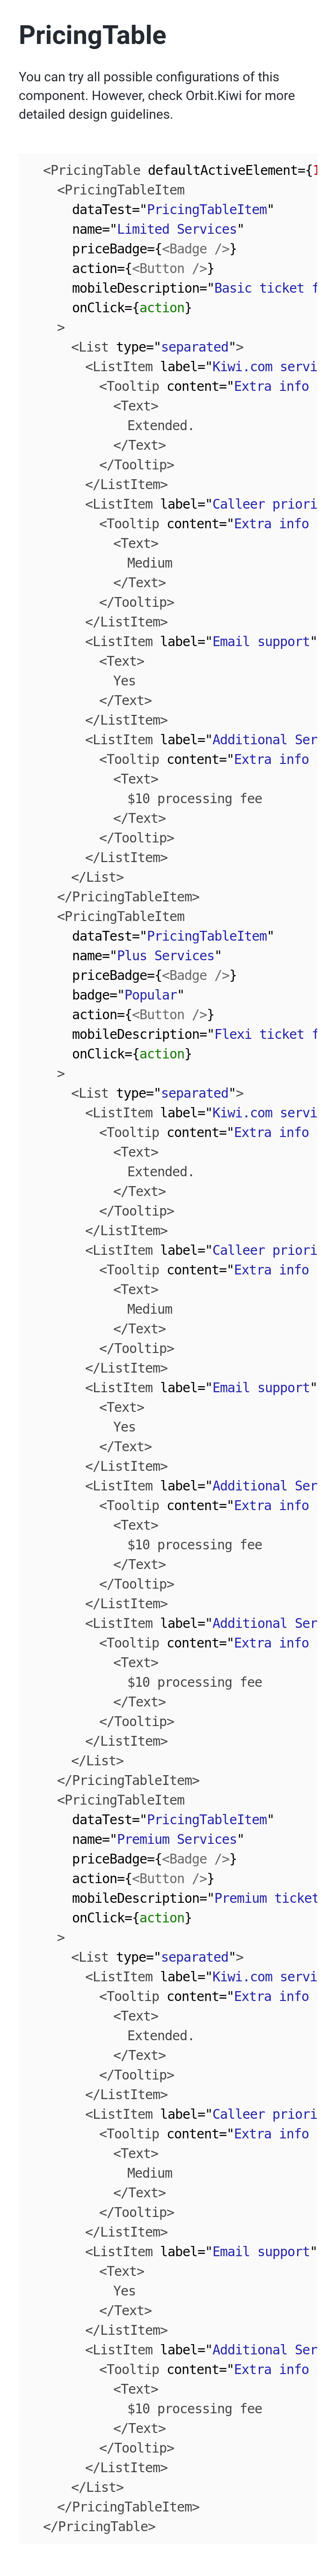 PricingTable
You can try all possible configurations of this
component. However, check Orbit.Kiwi for more
detailed design guidelines.
<PricingTable defaultActiveElement={1
<PricingTableItem
dataTest="PricingTableItem"
name="Limited Services"
priceBadge={<Badge />}
action={<Button />}
mobileDescription="Basic ticket f
onClick={action}
>
<List type="separated">
<ListItem label="Kiwi.com servi
<Tooltip content="Extra info
<Text>
Extended.
</Text>
</Tooltip>
</ListItem>
<ListItem label="Calleer priori
<Tooltip content="Extra info
<Text>
Medium
</Text>
</Tooltip>
</ListItem>
<ListItem label="Email support"
<Text>
Yes
</Text>
</ListItem>
<ListItem label="Additional Ser
<Tooltip content="Extra info
<Text>
$10 processing fee
</Text>
</Tooltip>
</ListItem>
</List>
</PricingTableItem>
<PricingTableItem
dataTest="PricingTableItem"
name="Plus Services"
priceBadge={<Badge />}
badge="Popular"
action={<Button />}
mobileDescription="Flexi ticket f
onClick={action}
>
<List type="separated">
<ListItem label="Kiwi.com servi
<Tooltip content="Extra info
<Text>
Extended.
</Text>
</Tooltip>
</ListItem>
<ListItem label="Calleer priori
<Tooltip content="Extra info
<Text>
Medium
</Text>
</Tooltip>
</ListItem>
<ListItem label="Email support"
<Text>
Yes
</Text>
</ListItem>
<ListItem label="Additional Ser
<Tooltip content="Extra info
<Text>
$10 processing fee
</Text>
</Tooltip>
</ListItem>
<ListItem label="Additional Ser
<Tooltip content="Extra info
<Text>
$10 processing fee
</Text>
</Tooltip>
</ListItem>
</List>
</PricingTableItem>
<PricingTableItem
dataTest="PricingTableItem"
name="Premium Services"
priceBadge={<Badge />}
action={<Button />}
mobileDescription="Premium ticket
onClick={action}
>
<List type="separated">
<ListItem label="Kiwi.com servi
<Tooltip content="Extra info
<Text>
Extended.
</Text>
</Tooltip>
</ListItem>
<ListItem label="Calleer priori
<Tooltip content="Extra info
<Text>
Medium
</Text>
</Tooltip>
</ListItem>
<ListItem label="Email support"
<Text>
Yes
</Text>
</ListItem>
<ListItem label="Additional Ser
<Tooltip content="Extra info
<Text>
$10 processing fee
</Text>
</Tooltip>
</ListItem>
</List>
</PricingTableItem>
</PricingTable>